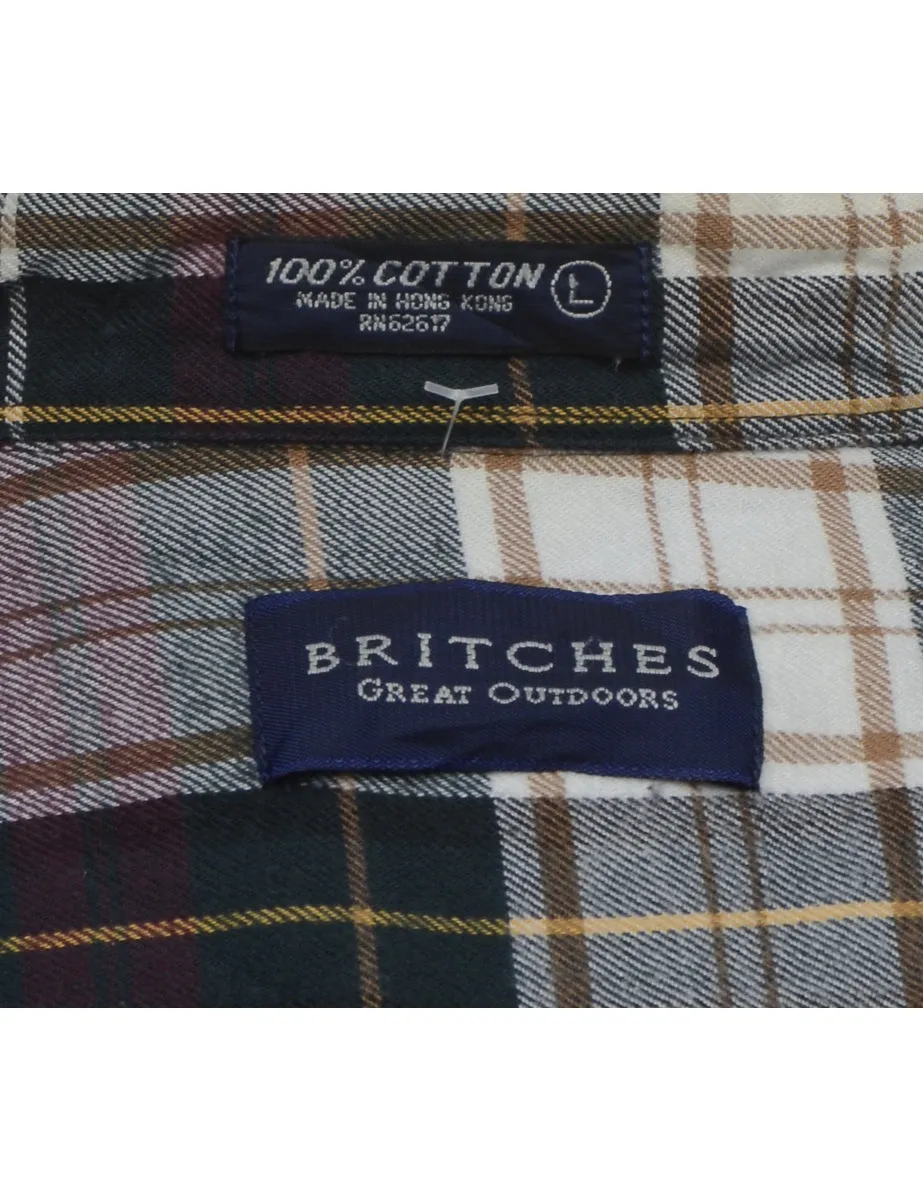 100% COTTON L
MADE IN HONG KONG
RN62617
BRITCHES
GREAT OUTDOORS